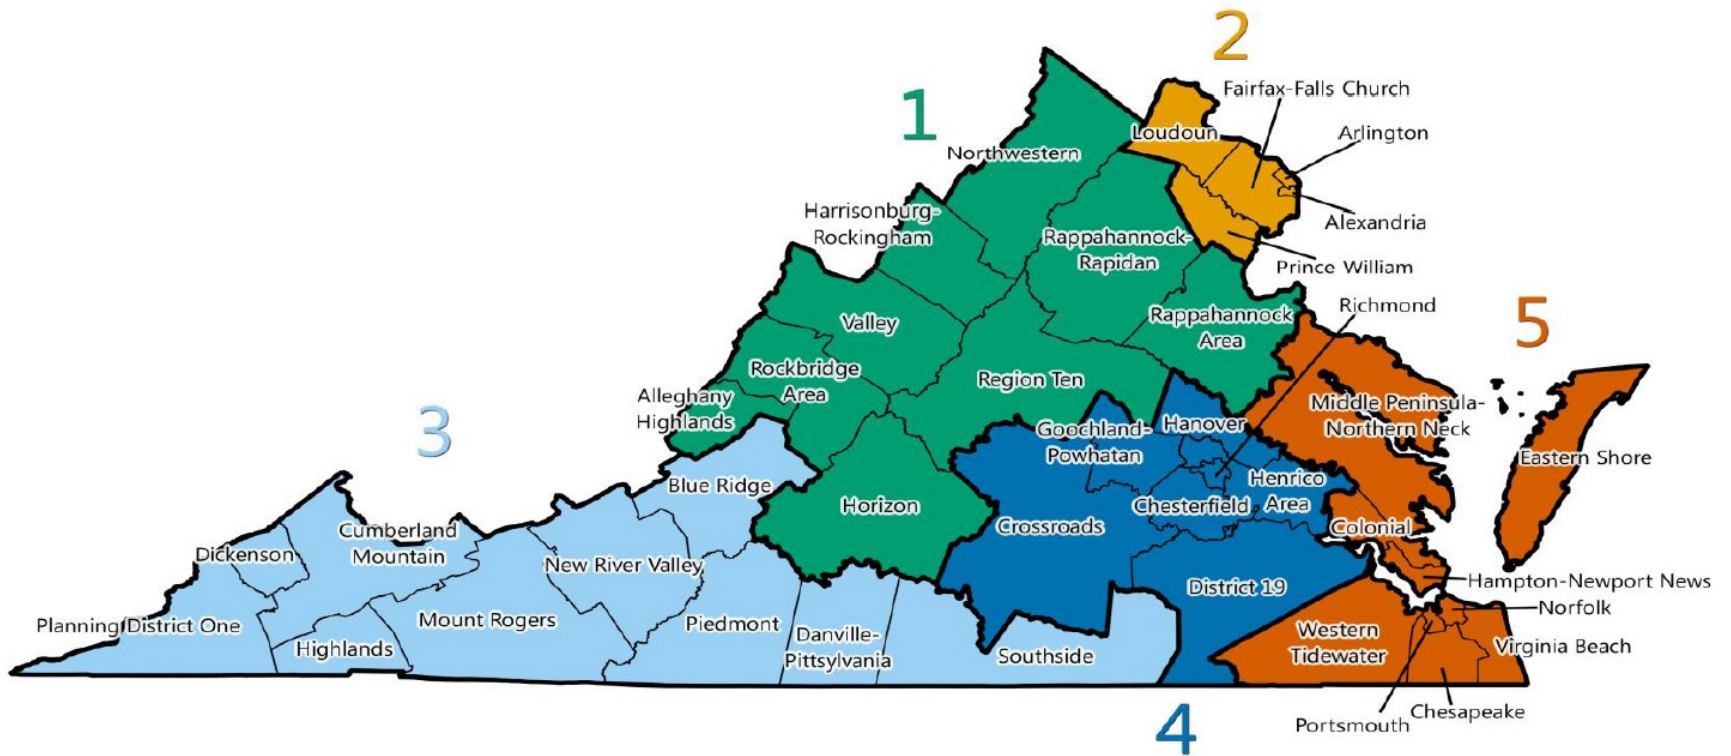 2
Fairfax-Falls Church
1
Loudoun
Arlington
Northwestern
Harrisonburg-
Rockingham
Alexandria
Rappahannock-
Rapidan
Prince William
Richmond
5
Valley
Rappahannock
Area
Rockbridge
Area
Region Ten
Alleghany
Highlands
3
Middle Peninsula-
Northern Neck
Goochland-
Powhatan
Hanover
Eastern Shore
Blue Ridge
Henrico
Area
Horizon
Chesterfield
Crossroads
Colonial
Cumberland
Mountain
Dickenson
New River Valley
Hampton-Newport News
District 19
Norfolk
Planning District One
Mount Rogers
Piedmont
Danville-
Pittsylvania
Highlands
Southside
Western
Tidewater
Virginia Beach
Portsmouth
Chesapeake
4